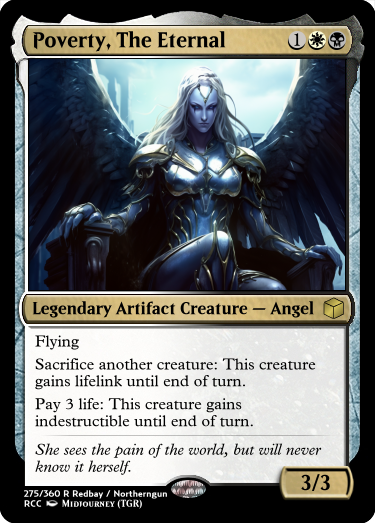 Poverty, The Eternal 1
Legendary Artifact Creature — Angel
Flying
Sacrifice another creature: This creature
gains lifelink until end of turn.
Pay 3 life: This creature gains
indestructible until end of turn.
She sees the pain of the world, but will never
know it herself.
3/3
275/360 R Redbay / Northerngun
RCC Midjourney (TGR)